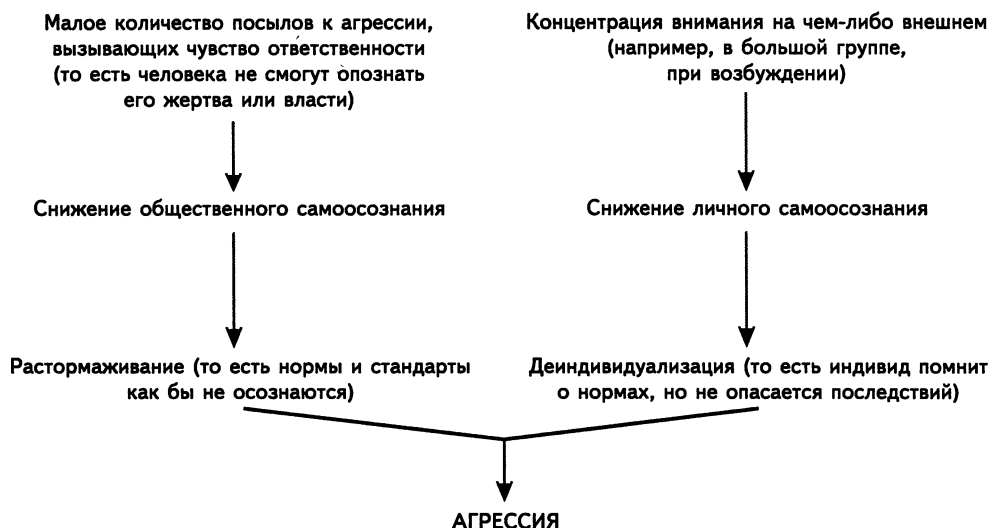 Малое количество посылов к агрессии,
вызывающих чувство ответственности
(то есть человека не смогут опознать
его жертва или власти)
Снижение общественного самоосознания
Растормаживание (то есть нормы и стандарты
как бы не осознаются)
Концентрация внимания на чем-либо внешнем
(например, в большой группе,
при возбуждении)
Снижение личного самоосознания
Деиндивидуализация (то есть индивид помнит
о нормах, но не опасается последствий)
АГРЕССИЯ